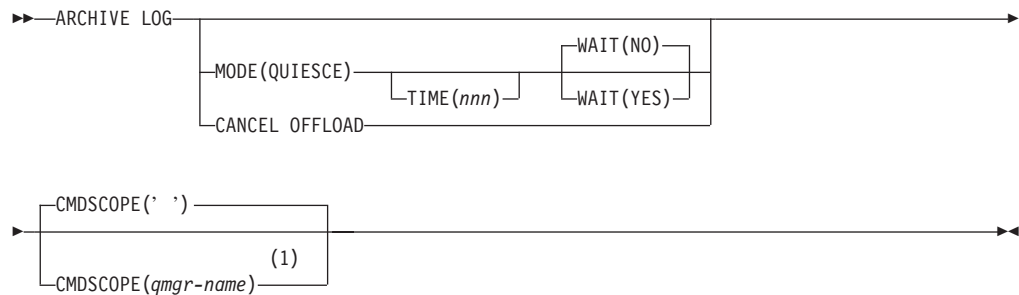 ARCHIVE LOG
WAIT(NO)
MODE(QUIESCE)
TIME(nnn)
WAIT(YES)
CANCEL OFFLOAD
CMDSCOPE(’ ’)
(1)
CMDSCOPE(qmgr-name)